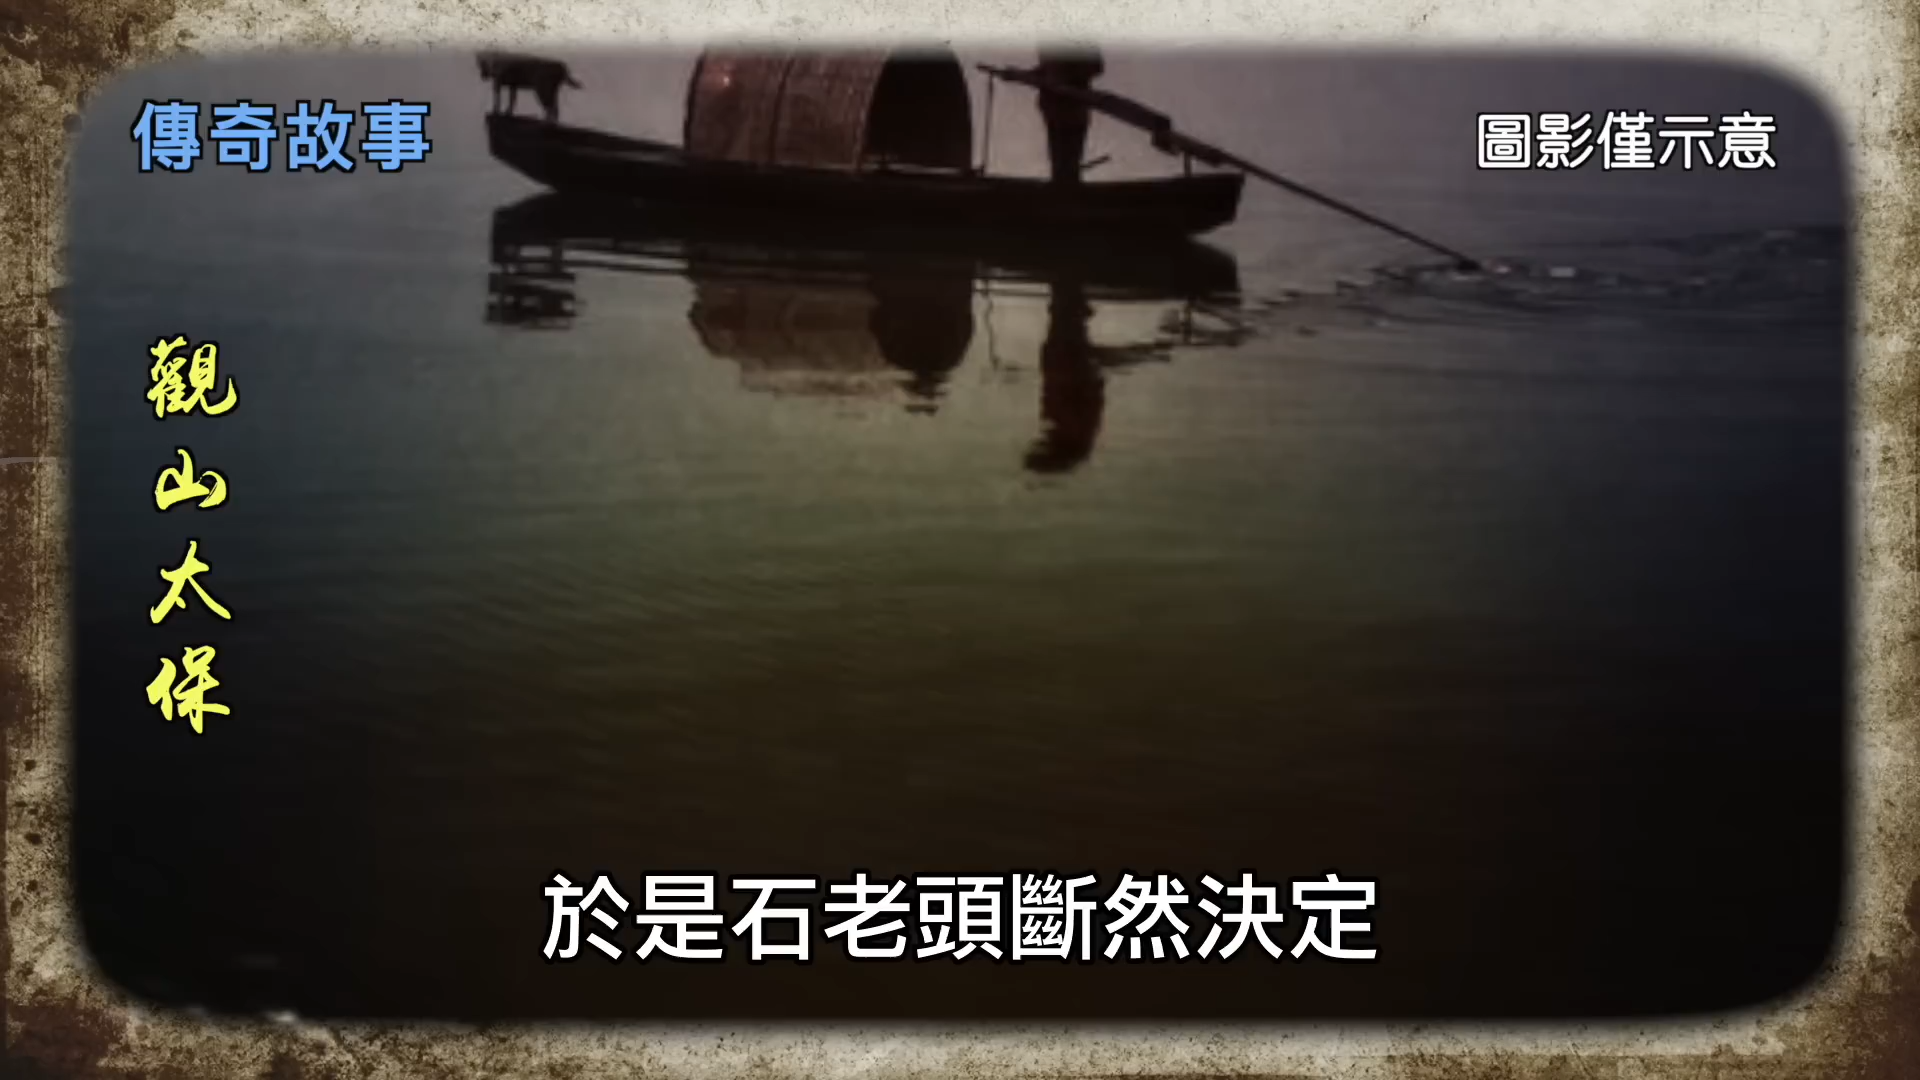 傳奇故事
圖影僅示意
觀山太保
於是石老頭斷然決定